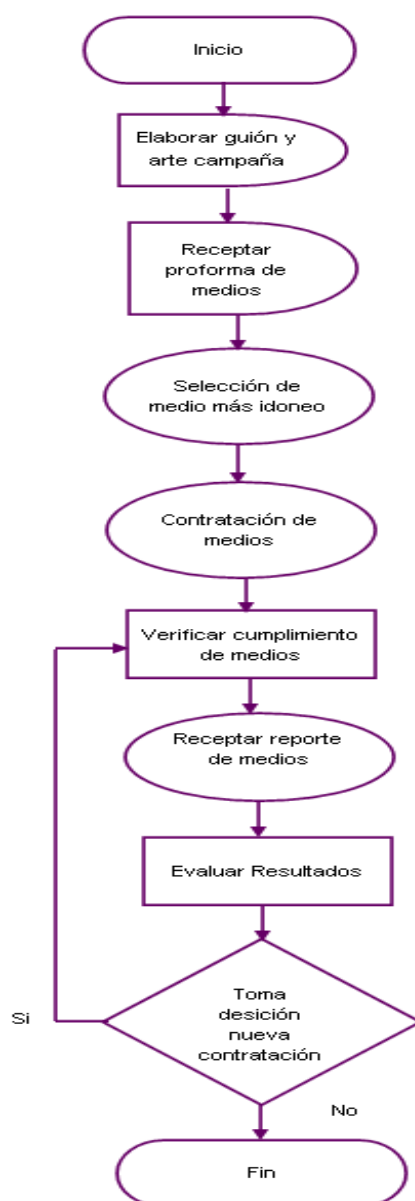 Inicio
Elaborar guión y
arte campaña
Receptar
proforma de
medios
Selección de
medio más idoneo
Contratación de
medios
Verificar cumplimiento
de medios
Receptar reporte
de medios
Evaluar Resultados
Toma
desición
nueva
contratación
Si
No
Fin